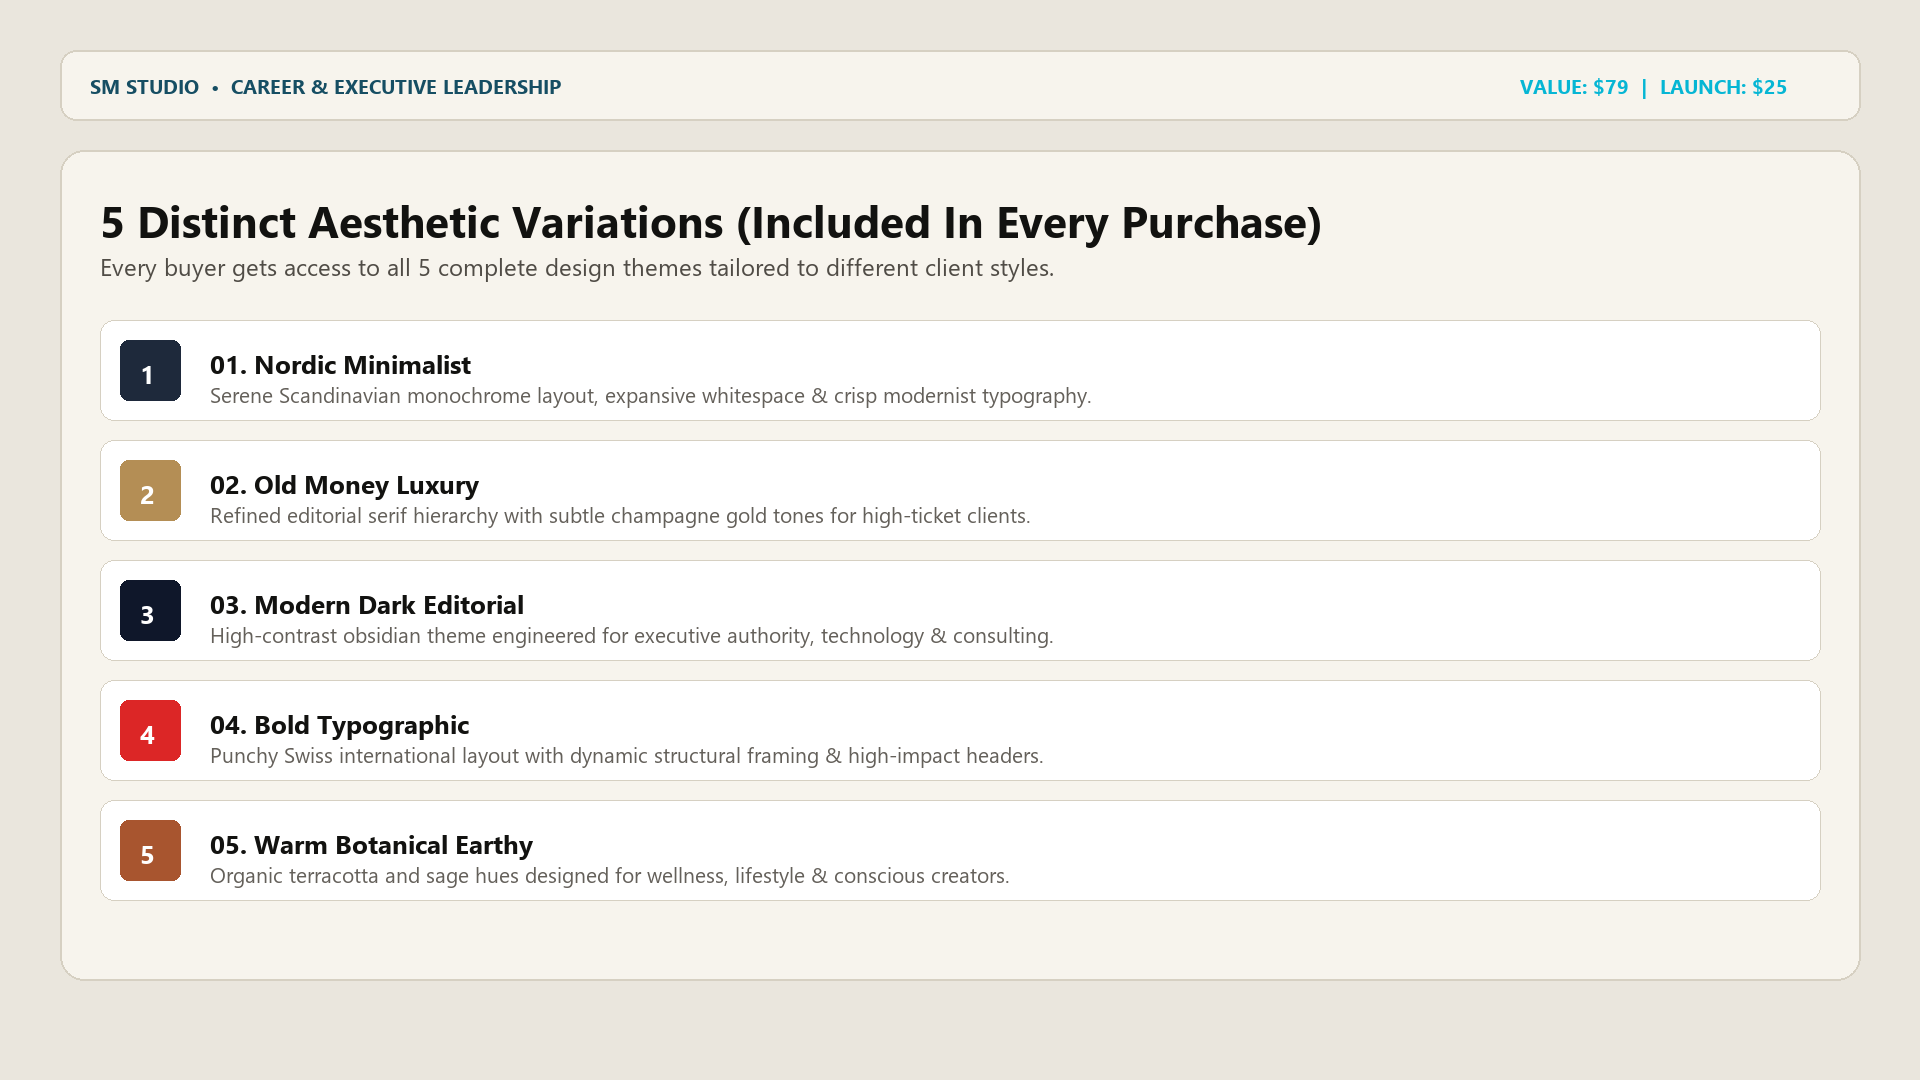 SM STUDIO • CAREER & EXECUTIVE LEADERSHIP
VALUE: $79 | LAUNCH: $25
5 Distinct Aesthetic Variations (Included In Every Purchase)
Every buyer gets access to all 5 complete design themes tailored to different client styles.
1
01. Nordic Minimalist
Serene Scandinavian monochrome layout, expansive whitespace & crisp modernist typography.
2
02. Old Money Luxury
Refined editorial serif hierarchy with subtle champagne gold tones for high-ticket clients.
3
03. Modern Dark Editorial
High-contrast obsidian theme engineered for executive authority, technology & consulting.
4
04. Bold Typographic
Punchy Swiss international layout with dynamic structural framing & high-impact headers.
5
05. Warm Botanical Earthy
Organic terracotta and sage hues designed for wellness, lifestyle & conscious creators.